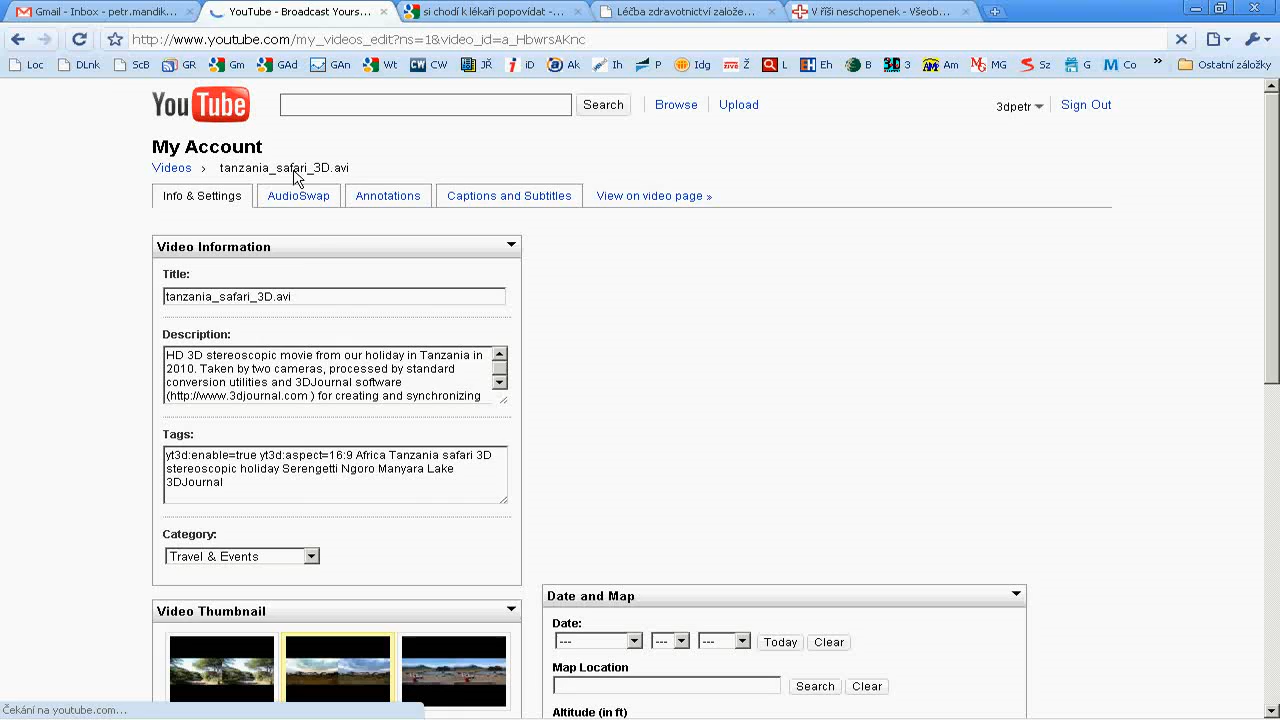 Gmail - Inbox - petr.mandik...
YouTube - Broadcast Yours...
si chodí k lékaři popovídat -...
Léčba zdravotnictví založe...
V říši neschopenek - Všeob...
http://www.youtube.com/my_videos_edit?ns=1&video_id=a_HbwrsAKnc
Loc DLnk ScB GR Gm GAd GAn Wt CW CW JŘ iD Ak Ih P Idg Ž L Eh B 3 Am MG Sz G Co » Ostatní záložky
YouTube Search Browse Upload 3dpetr Sign Out
My Account
Videos › tanzania_safari_3D.avi
Info & Settings AudioSwap Annotations Captions and Subtitles View on video page »
Video Information
Title:
tanzania_safari_3D.avi
Description:
HD 3D stereoscopic movie from our holiday in Tanzania in
2010. Taken by two cameras, processed by standard
conversion utilities and 3DJournal software
(http://www.3djournal.com ) for creating and synchronizing
Tags:
yt3d:enable=true yt3d:aspect=16:9 Africa Tanzania safari 3D
stereoscopic holiday Serengetti Ngoro Manyara Lake
3DJournal
Category:
Travel & Events
Video Thumbnail
Date and Map
Date:
--- --- --- Today Clear
Map Location
Search Clear
Altitude (in ft)
Čekání na youtube.com...